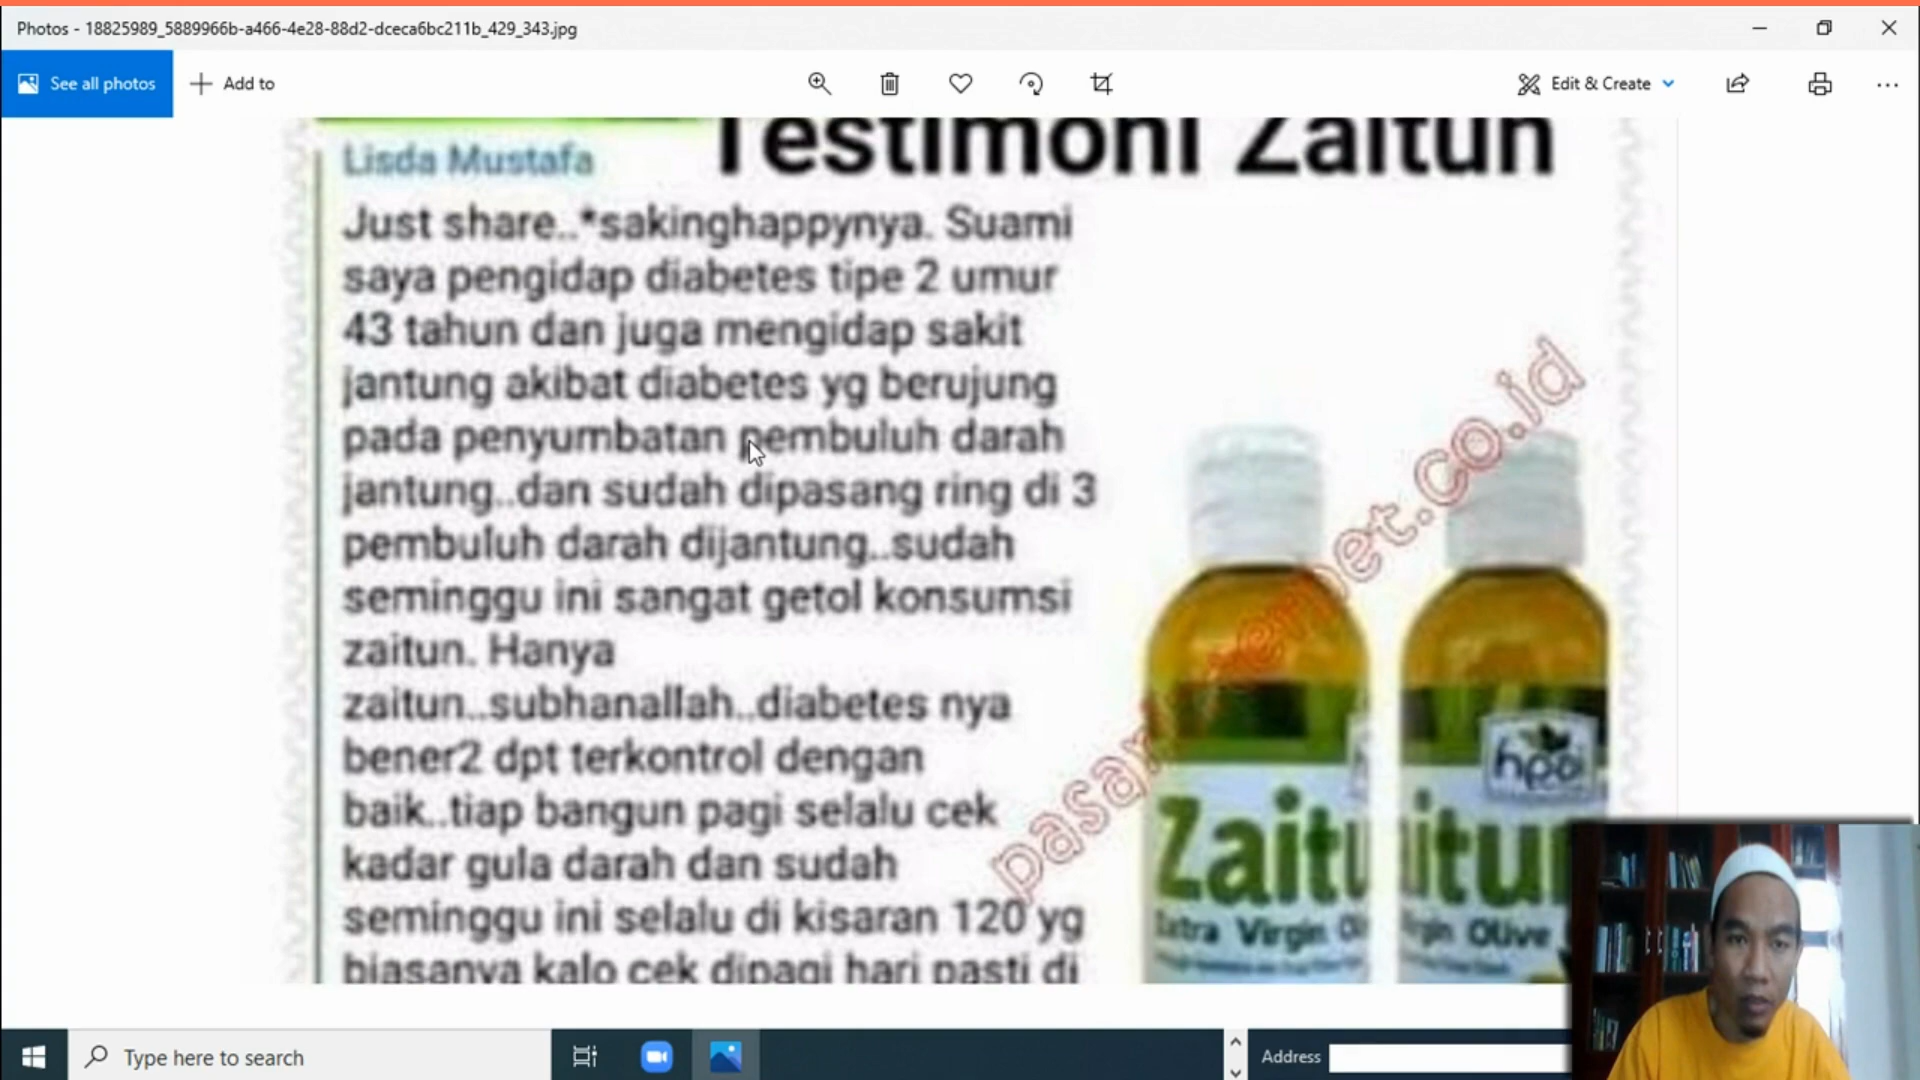 Photos - 18825989_5889966b-a466-4e28-88d2-dceca6bc211b_429_343.jpg
See all photos
Add to
Edit & Create
Testimoni Zaitun
Lisda Mustafa
Just share..*sakinghappynya. Suami
saya pengidap diabetes tipe 2 umur
43 tahun dan juga mengidap sakit
jantung akibat diabetes yg berujung
pada penyumbatan pembuluh darah
jantung..dan sudah dipasang ring di 3
pembuluh darah dijantung..sudah
seminggu ini sangat getol konsumsi
zaitun. Hanya
zaitun..subhanallah..diabetes nya
bener2 dpt terkontrol dengan
baik..tiap bangun pagi selalu cek
kadar gula darah dan sudah
seminggu ini selalu di kisaran 120 yg
biasanya kalo cek dipagi hari pasti di
hpai
Zaitu
itun
Extra Virgin Ol
Virgin Olive
Type here to search
Address